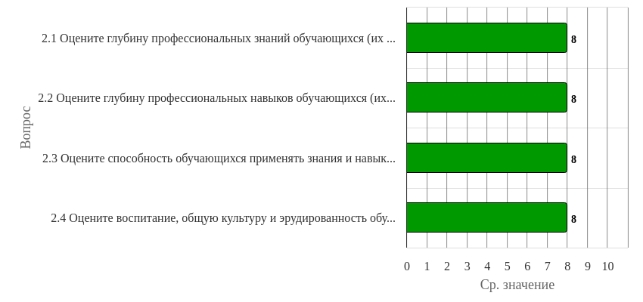 2.1 Оцените глубину профессиональных знаний обучающихся (их ...
8
2.2 Оцените глубину профессиональных навыков обучающихся (их...
8
2.3 Оцените способность обучающихся применять знания и навык...
8
2.4 Оцените воспитание, общую культуру и эрудированность обу...
8
Вопрос
0 1 2 3 4 5 6 7 8 9 10
Ср. значение